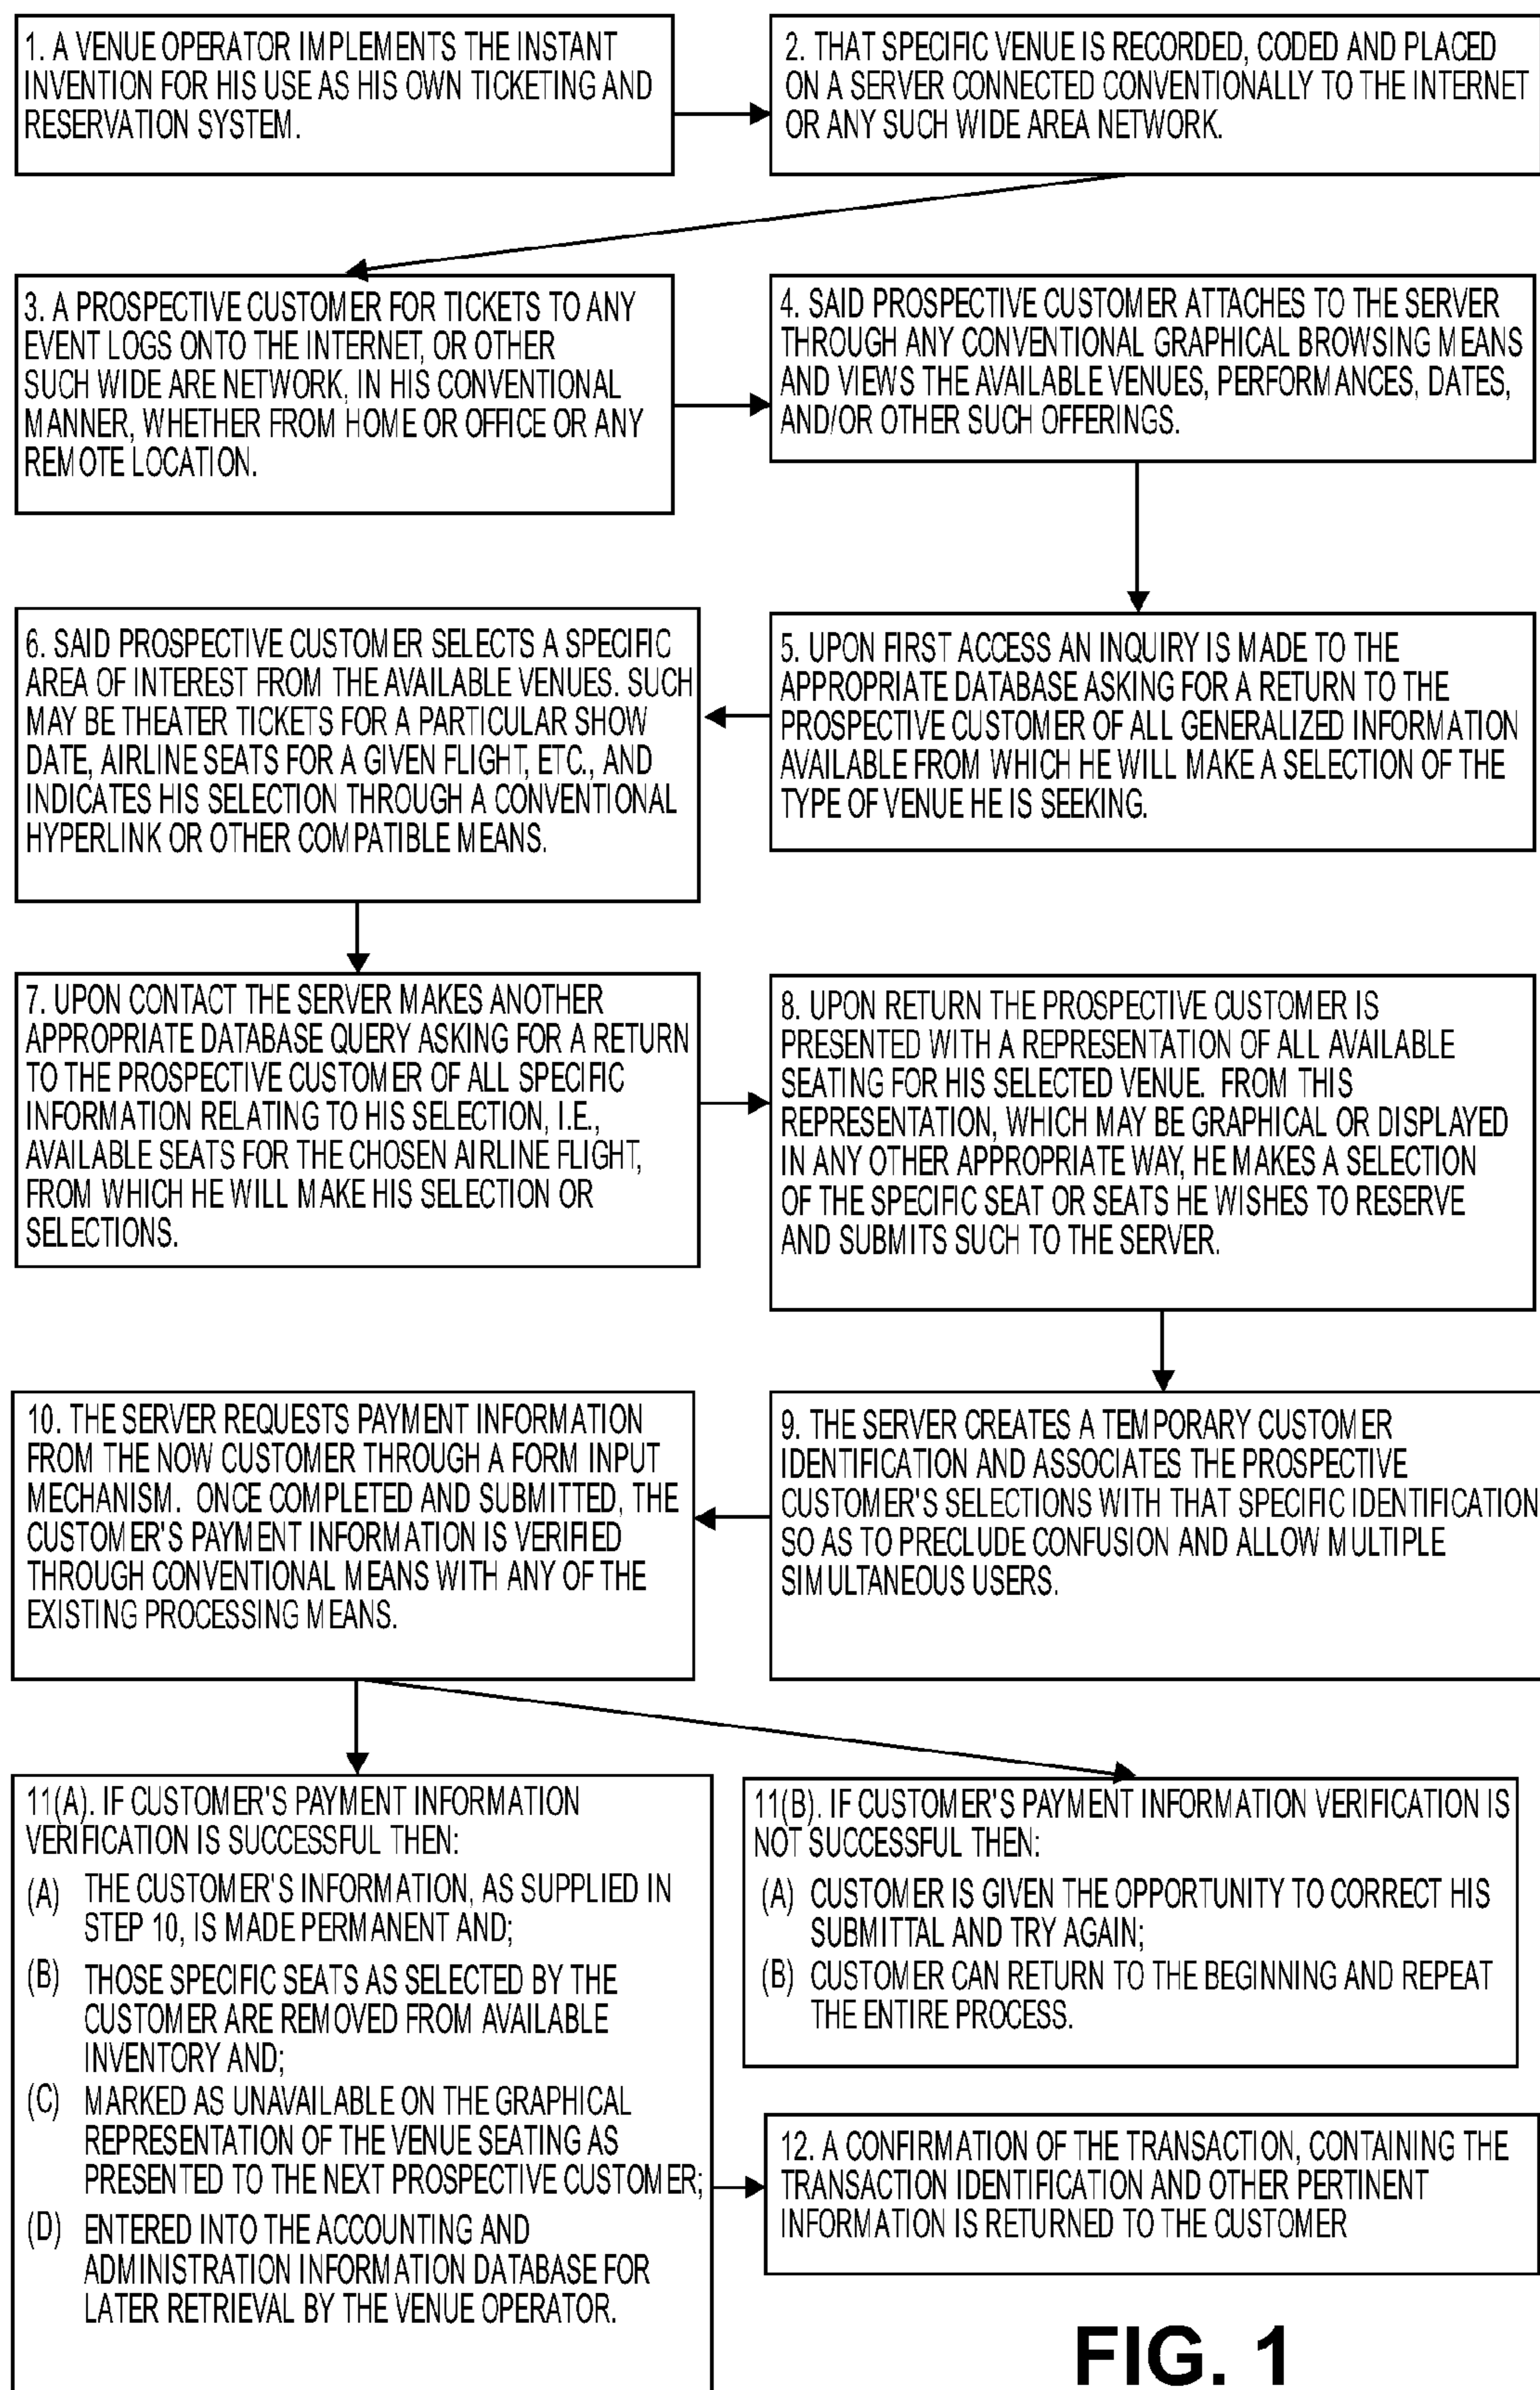 1. A VENUE OPERATOR IMPLEMENTS THE INSTANT
INVENTION FOR HIS USE AS HIS OWN TICKETING AND
RESERVATION SYSTEM.
2. THAT SPECIFIC VENUE IS RECORDED, CODED AND PLACED
ON A SERVER CONNECTED CONVENTIONALLY TO THE INTERNET
OR ANY SUCH WIDE AREA NETWORK.
3. A PROSPECTIVE CUSTOMER FOR TICKETS TO ANY
EVENT LOGS ONTO THE INTERNET, OR OTHER
SUCH WIDE ARE NETWORK, IN HIS CONVENTIONAL
MANNER, WHETHER FROM HOME OR OFFICE OR ANY
REMOTE LOCATION.
4. SAID PROSPECTIVE CUSTOMER ATTACHES TO THE SERVER
THROUGH ANY CONVENTIONAL GRAPHICAL BROWSING MEANS
AND VIEWS THE AVAILABLE VENUES, PERFORMANCES, DATES,
AND/OR OTHER SUCH OFFERINGS.
5. UPON FIRST ACCESS AN INQUIRY IS MADE TO THE
APPROPRIATE DATABASE ASKING FOR A RETURN TO THE
PROSPECTIVE CUSTOMER OF ALL GENERALIZED INFORMATION
AVAILABLE FROM WHICH HE WILL MAKE A SELECTION OF THE
TYPE OF VENUE HE IS SEEKING.
6. SAID PROSPECTIVE CUSTOMER SELECTS A SPECIFIC
AREA OF INTEREST FROM THE AVAILABLE VENUES. SUCH
MAY BE THEATER TICKETS FOR A PARTICULAR SHOW
DATE, AIRLINE SEATS FOR A GIVEN FLIGHT, ETC., AND
INDICATES HIS SELECTION THROUGH A CONVENTIONAL
HYPERLINK OR OTHER COMPATIBLE MEANS.
7. UPON CONTACT THE SERVER MAKES ANOTHER
APPROPRIATE DATABASE QUERY ASKING FOR A RETURN
TO THE PROSPECTIVE CUSTOMER OF ALL SPECIFIC
INFORMATION RELATING TO HIS SELECTION, I.E.,
AVAILABLE SEATS FOR THE CHOSEN AIRLINE FLIGHT,
FROM WHICH HE WILL MAKE HIS SELECTION OR
SELECTIONS.
8. UPON RETURN THE PROSPECTIVE CUSTOMER IS
PRESENTED WITH A REPRESENTATION OF ALL AVAILABLE
SEATING FOR HIS SELECTED VENUE. FROM THIS
REPRESENTATION, WHICH MAY BE GRAPHICAL OR DISPLAYED
IN ANY OTHER APPROPRIATE WAY, HE MAKES A SELECTION
OF THE SPECIFIC SEAT OR SEATS HE WISHES TO RESERVE
AND SUBMITS SUCH TO THE SERVER.
9. THE SERVER CREATES A TEMPORARY CUSTOMER
IDENTIFICATION AND ASSOCIATES THE PROSPECTIVE
CUSTOMER'S SELECTIONS WITH THAT SPECIFIC IDENTIFICATION
SO AS TO PRECLUDE CONFUSION AND ALLOW MULTIPLE
SIMULTANEOUS USERS.
10. THE SERVER REQUESTS PAYMENT INFORMATION
FROM THE NOW CUSTOMER THROUGH A FORM INPUT
MECHANISM. ONCE COMPLETED AND SUBMITTED, THE
CUSTOMER'S PAYMENT INFORMATION IS VERIFIED
THROUGH CONVENTIONAL MEANS WITH ANY OF THE
EXISTING PROCESSING MEANS.
11(A). IF CUSTOMER'S PAYMENT INFORMATION
VERIFICATION IS SUCCESSFUL THEN:
(A) THE CUSTOMER'S INFORMATION, AS SUPPLIED IN
STEP 10, IS MADE PERMANENT AND;
(B) THOSE SPECIFIC SEATS AS SELECTED BY THE
CUSTOMER ARE REMOVED FROM AVAILABLE
INVENTORY AND;
(C) MARKED AS UNAVAILABLE ON THE GRAPHICAL
REPRESENTATION OF THE VENUE SEATING AS
PRESENTED TO THE NEXT PROSPECTIVE CUSTOMER;
(D) ENTERED INTO THE ACCOUNTING AND
ADMINISTRATION INFORMATION DATABASE FOR
LATER RETRIEVAL BY THE VENUE OPERATOR.
11(B). IF CUSTOMER'S PAYMENT INFORMATION VERIFICATION IS
NOT SUCCESSFUL THEN:
(A) CUSTOMER IS GIVEN THE OPPORTUNITY TO CORRECT HIS
SUBMITTAL AND TRY AGAIN;
(B) CUSTOMER CAN RETURN TO THE BEGINNING AND REPEAT
THE ENTIRE PROCESS.
12. A CONFIRMATION OF THE TRANSACTION, CONTAINING THE
TRANSACTION IDENTIFICATION AND OTHER PERTINENT
INFORMATION IS RETURNED TO THE CUSTOMER
FIG. 1